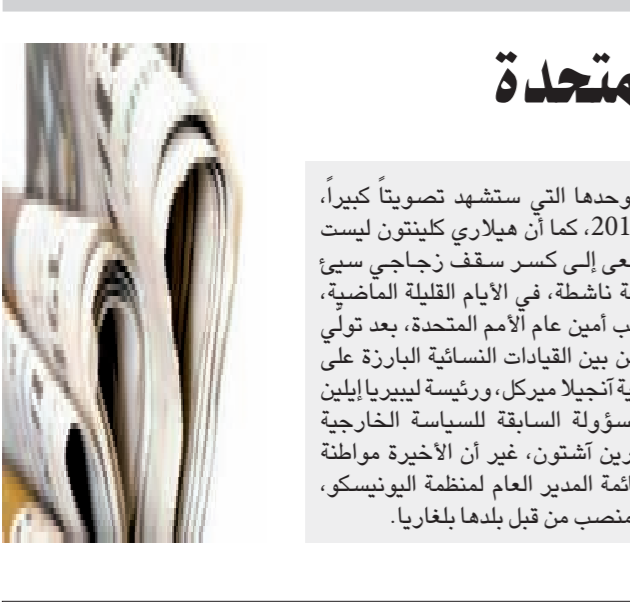 متحدة
وحدها التي ستشهد تصويتاً كبيراً،
201، كما أن هيلاري كلينتون ليست
عى إلى كسر سقف زجاجي سيئ
ة ناشطة، في الأيام القليلة الماضية،
ب أمين عام الأمم المتحدة، بعد تولّي
ن بين القيادات النسائية البارزة على
ية آنجيلا ميركل، ورئيسة ليبيريا إيلين
سؤولة السابقة للسياسة الخارجية
رين آشتون، غير أن الأخيرة مواطنة
ائمة المدير العام لمنظمة اليونيسكو،
منصب من قبل بلدها بلغاريا.